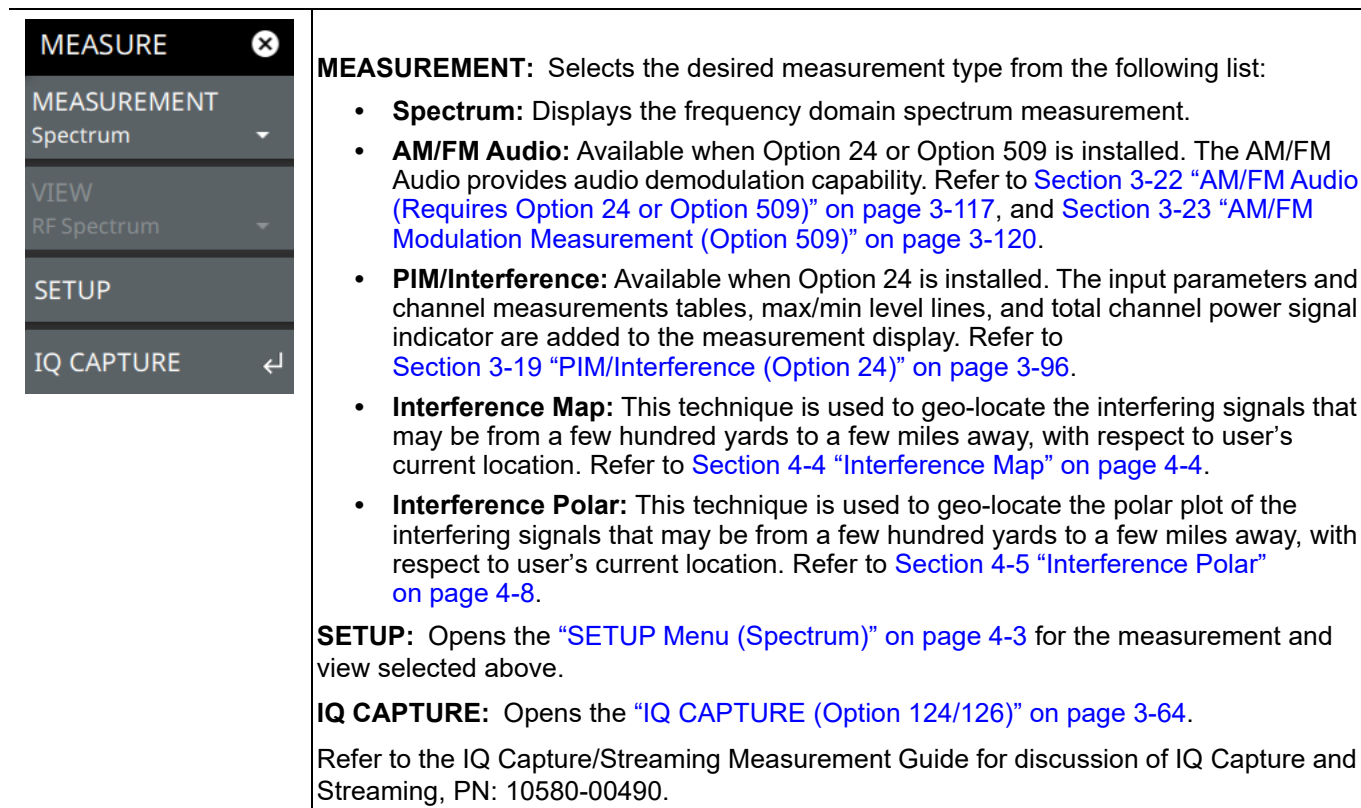 MEASURE
MEASUREMENT
Spectrum
VIEW
RF Spectrum
SETUP
IQ CAPTURE
MEASUREMENT: Selects the desired measurement type from the following list:
• Spectrum: Displays the frequency domain spectrum measurement.
• AM/FM Audio: Available when Option 24 or Option 509 is installed. The AM/FM
Audio provides audio demodulation capability. Refer to Section 3-22 “AM/FM Audio
(Requires Option 24 or Option 509)” on page 3-117, and Section 3-23 “AM/FM
Modulation Measurement (Option 509)” on page 3-120.
• PIM/Interference: Available when Option 24 is installed. The input parameters and
channel measurements tables, max/min level lines, and total channel power signal
indicator are added to the measurement display. Refer to
Section 3-19 “PIM/Interference (Option 24)” on page 3-96.
• Interference Map: This technique is used to geo-locate the interfering signals that
may be from a few hundred yards to a few miles away, with respect to user’s
current location. Refer to Section 4-4 “Interference Map” on page 4-4.
• Interference Polar: This technique is used to geo-locate the polar plot of the
interfering signals that may be from a few hundred yards to a few miles away, with
respect to user’s current location. Refer to Section 4-5 “Interference Polar”
on page 4-8.
SETUP: Opens the “SETUP Menu (Spectrum)” on page 4-3 for the measurement and
view selected above.
IQ CAPTURE: Opens the “IQ CAPTURE (Option 124/126)” on page 3-64.
Refer to the IQ Capture/Streaming Measurement Guide for discussion of IQ Capture and
Streaming, PN: 10580-00490.